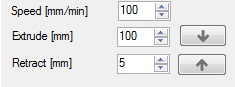 Speed [mm/min] 100
Extrude [mm] 100
Retract [mm] 5